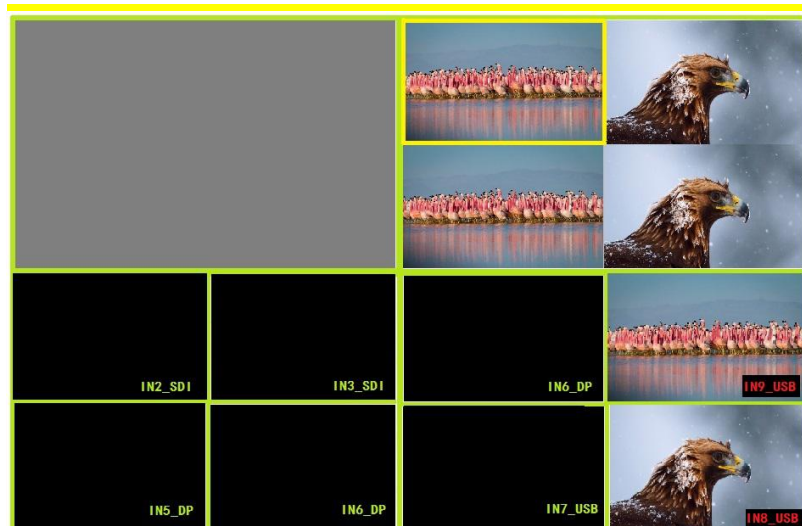 IN2_SDI
IN3_SDI
IN6_DP
IN9_USB
IN5_DP
IN6_DP
IN7_USB
IN8_USB